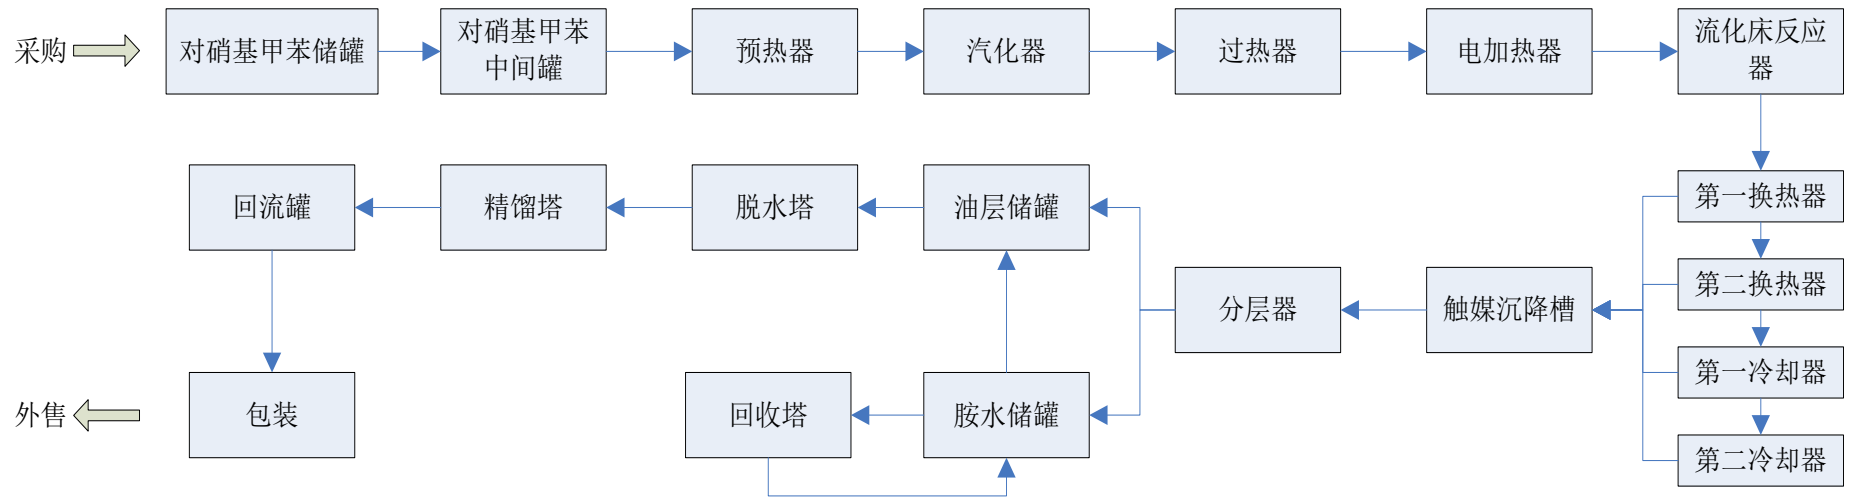 采购
对硝基甲苯储罐
对硝基甲苯
中间罐
预热器
汽化器
过热器
电加热器
流化床反应
器
回流罐
精馏塔
脱水塔
油层储罐
第一换热器
第二换热器
分层器
触媒沉降槽
第一冷却器
外售
包装
回收塔
胺水储罐
第二冷却器